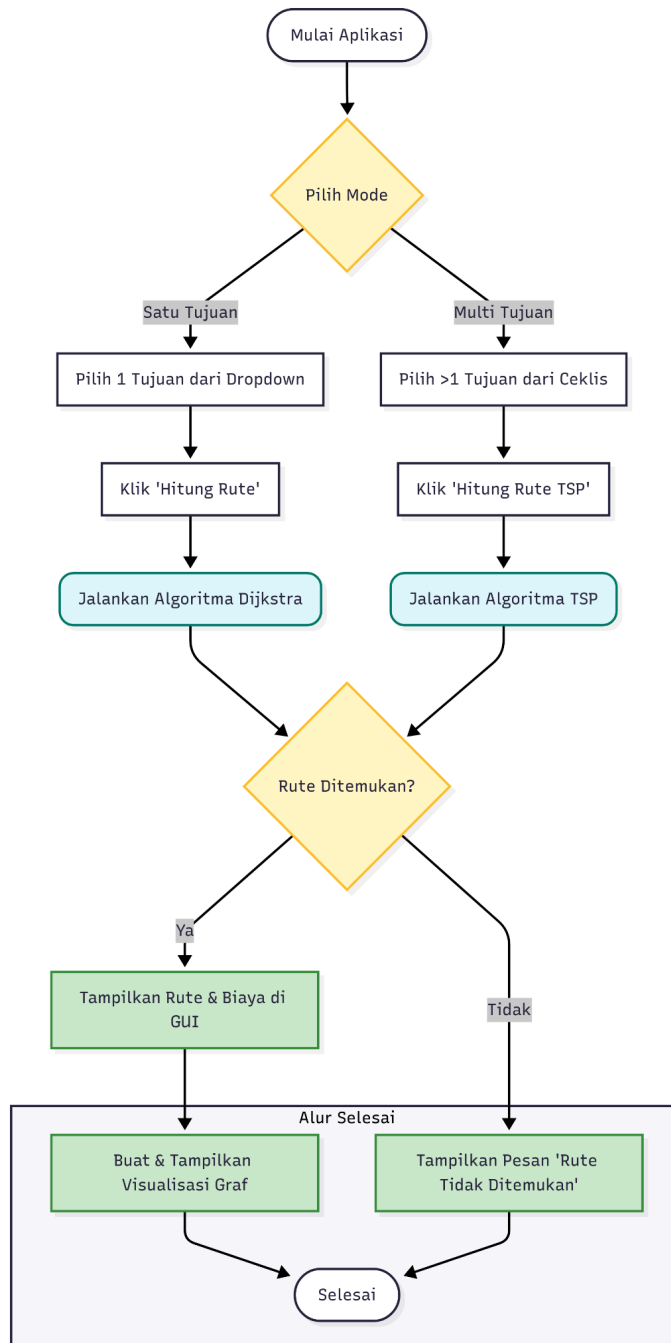 Mulai Aplikasi
Pilih Mode
Satu Tujuan
Multi Tujuan
Pilih 1 Tujuan dari Dropdown
Pilih >1 Tujuan dari Ceklis
Klik 'Hitung Rute'
Klik 'Hitung Rute TSP'
Jalankan Algoritma Dijkstra
Jalankan Algoritma TSP
Rute Ditemukan?
Ya
Tampilkan Rute & Biaya di
GUI
Tidak
Alur Selesai
Buat & Tampilkan
Visualisasi Graf
Tampilkan Pesan 'Rute
Tidak Ditemukan'
Selesai